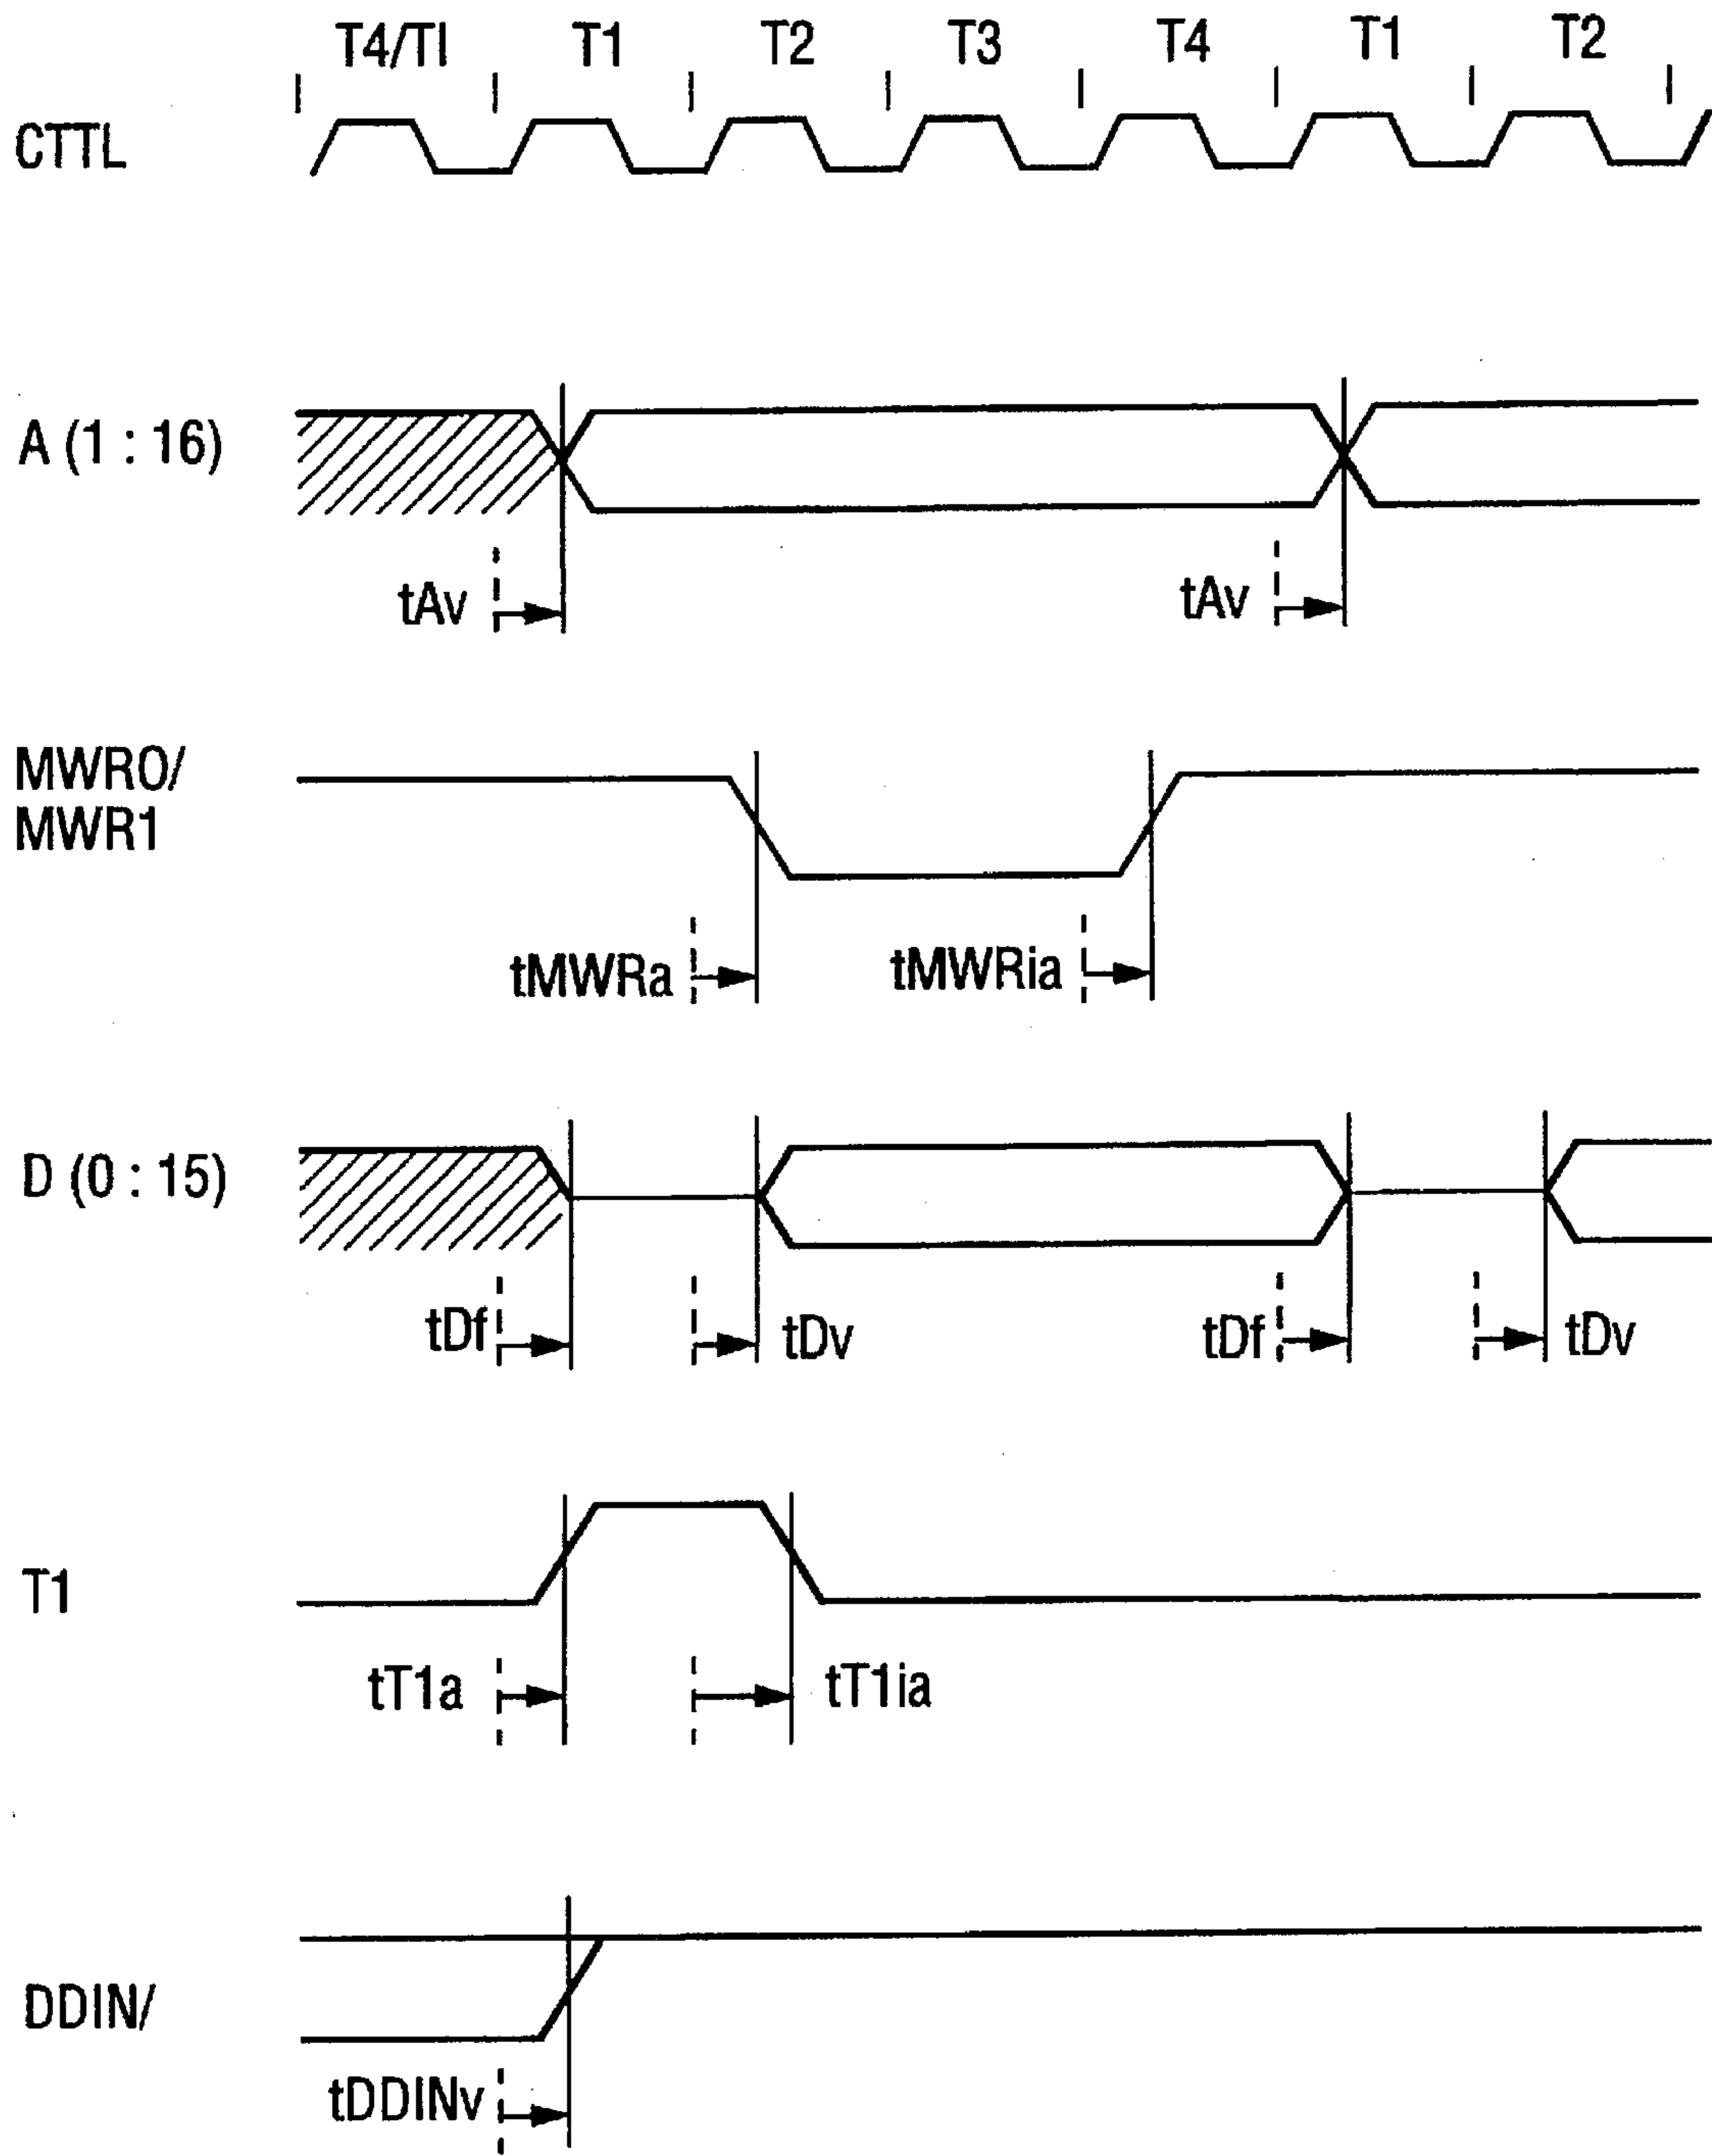 T4/TI T1 T2 T3 T4 T1 T2
CTTL
A (1 : 16)
tAv tAv
MWR0/
MWR1
tMWRa tMWRia
D (0 : 15)
tDf tDv tDf tDv
T1
tT1a tT1ia
DDIN/
tDDINv